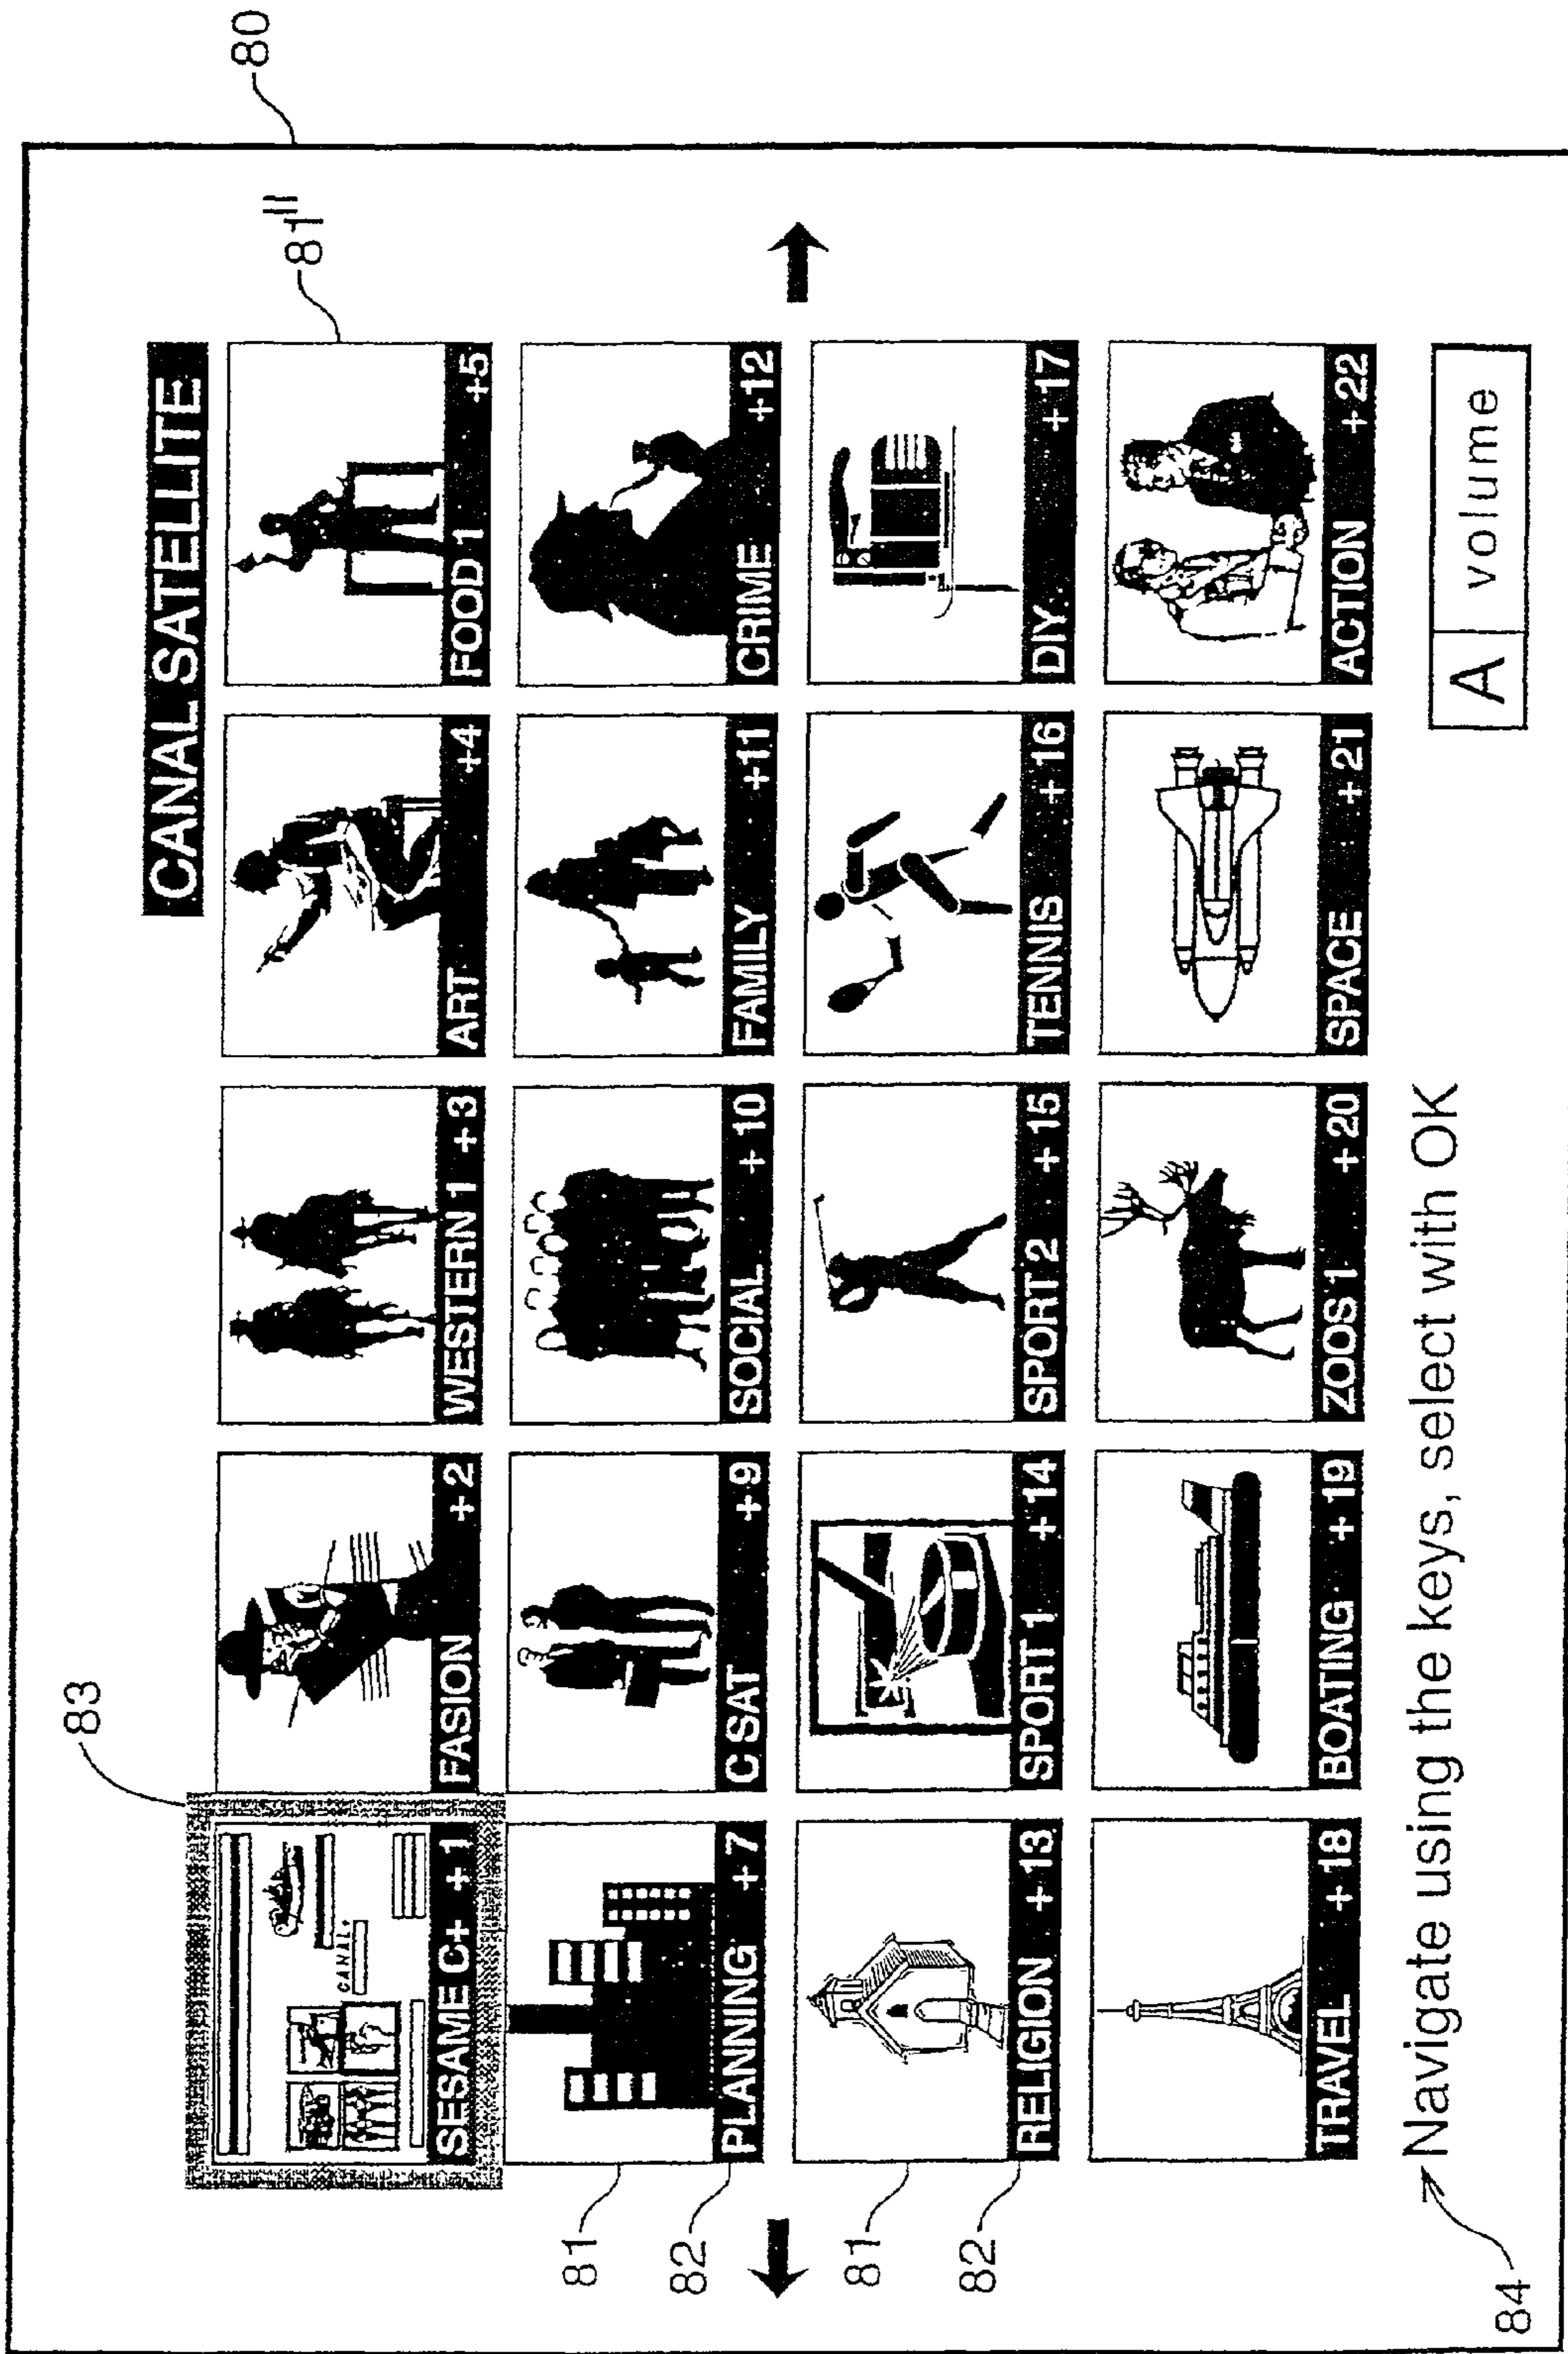 80
CANAL SATELLITE
83
81"
SESAME C+ +1
FASION +2
WESTERN 1 +3
ART +4
FOOD 1 +5
CANAL+
81
82
PLANNING +7
C SAT +9
SOCIAL +10
FAMILY +11
CRIME +12
81
82
RELIGION +13
SPORT 1 +14
SPORT 2 +15
TENNIS +16
DIY +17
TRAVEL +18
BOATING +19
ZOOS 1 +20
SPACE +21
ACTION +22
84
Navigate using the keys, select with OK
A volume